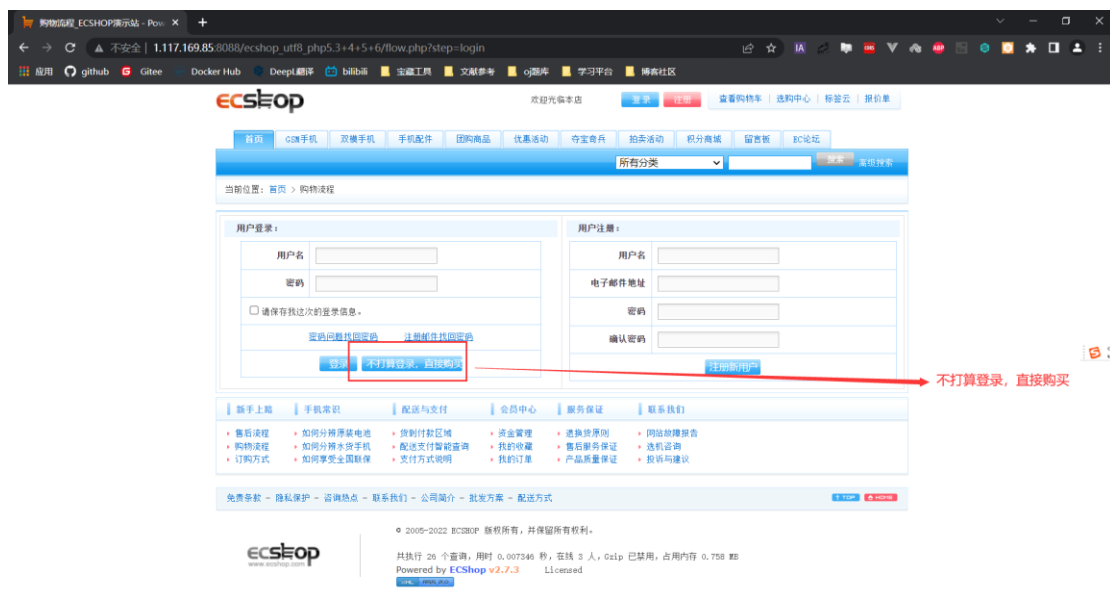 购物流程_ECSHOP演示站 - Pow
不安全 | 1.117.169.85:8088/ecshop_utf8_php5.3+4+5+6/flow.php?step=login
应用 github Gitee Docker Hub DeepL翻译 bilibili 宝藏工具 文献参考 oj题库 学习平台 博客社区
ecshop 欢迎光临本店 登录 注册 查看购物车 | 选购中心 | 标签云 | 报价单
首页 GSM手机 双模手机 手机配件 团购商品 优惠活动 夺宝奇兵 拍卖活动 积分商城 留言板 EC论坛
所有分类 搜索 高级搜索
当前位置: 首页 > 购物流程
用户登录: 用户注册:
用户名 用户名
密码 电子邮件地址
请保存我这次的登录信息。 密码
密码问题找回密码 注册邮件找回密码 确认密码
登录 不打算登录，直接购买 注册新用户
不打算登录，直接购买
新手上路 手机常识 配送与支付 会员中心 服务保证 联系我们
售后流程 如何分辨原装电池 货到付款区域 资金管理 退换货原则 网站故障报告
购物流程 如何分辨水货手机 配送支付智能查询 我的收藏 售后服务保证 选机咨询
订购方式 如何享受全国联保 支付方式说明 我的订单 产品质量保证 投诉与建议
免责条款 - 隐私保护 - 咨询热点 - 联系我们 - 公司简介 - 批发方案 - 配送方式 TOP HOME
© 2005-2022 ECSHOP 版权所有，并保留所有权利。
ecshop
www.ecshop.com
共执行 26 个查询，用时 0.007346 秒，在线 3 人，Gzip 已禁用，占用内存 0.758 MB
Powered by ECShop v2.7.3 Licensed